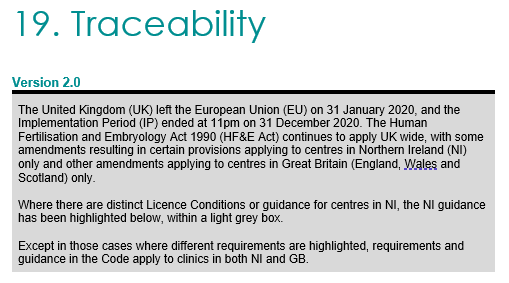 19. Traceability
Version 2.0
The United Kingdom (UK) left the European Union (EU) on 31 January 2020, and the
Implementation Period (IP) ended at 11pm on 31 December 2020. The Human
Fertilisation and Embryology Act 1990 (HF&E Act) continues to apply UK wide, with some
amendments resulting in certain provisions applying to centres in Northern Ireland (NI)
only and other amendments applying to centres in Great Britain (England, Wales and
Scotland) only.
Where there are distinct Licence Conditions or guidance for centres in NI, the NI guidance
has been highlighted below, within a light grey box.
Except in those cases where different requirements are highlighted, requirements and
guidance in the Code apply to clinics in both NI and GB.